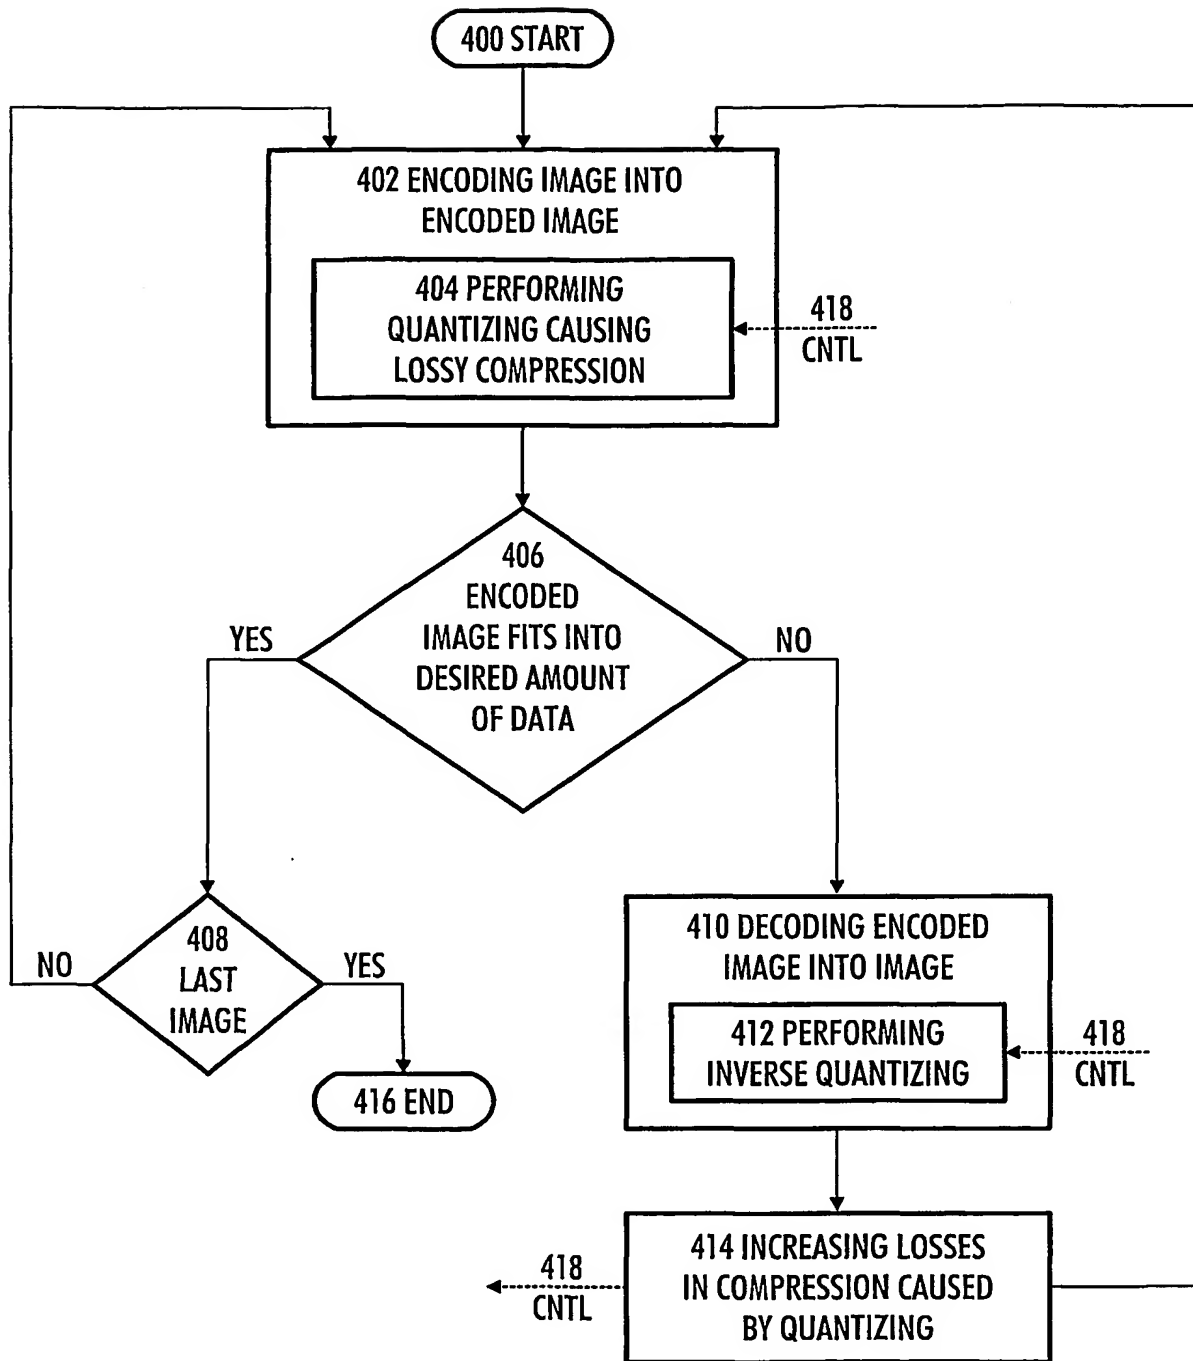 400 START
402 ENCODING IMAGE INTO
ENCODED IMAGE
404 PERFORMING
QUANTIZING CAUSING
LOSSY COMPRESSION
418
CNTL
406
ENCODED
IMAGE FITS INTO
DESIRED AMOUNT
OF DATA
YES
NO
408
LAST
IMAGE
NO
YES
416 END
410 DECODING ENCODED
IMAGE INTO IMAGE
412 PERFORMING
INVERSE QUANTIZING
418
CNTL
414 INCREASING LOSSES
IN COMPRESSION CAUSED
BY QUANTIZING
418
CNTL